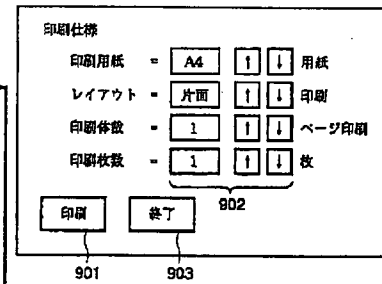 印刷仕様
印刷用紙 = A4 ↑ ↓ 用紙
レイアウト = 片面 ↑ ↓ 印刷
印刷体裁 = 1 ↑ ↓ ページ印刷
印刷枚数 = 1 ↑ ↓ 枚
902
印刷 終了
901 903